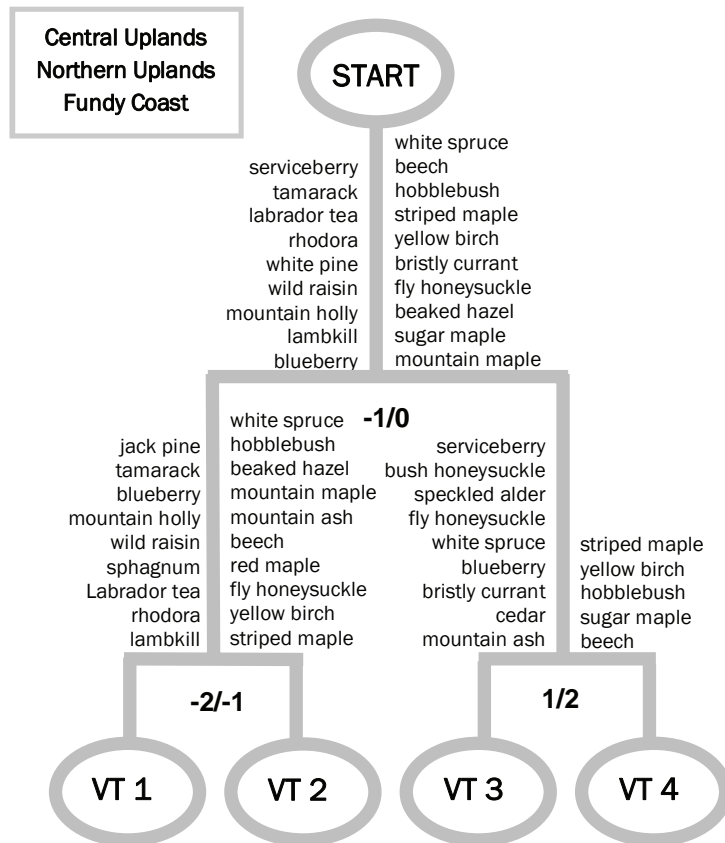 Central Uplands
Northern Uplands
Fundy Coast
START
serviceberry
tamarack
labrador tea
rhodora
white pine
wild raisin
mountain holly
lambkill
blueberry
white spruce
beech
hobblebush
striped maple
yellow birch
bristly currant
fly honeysuckle
beaked hazel
sugar maple
mountain maple
-1/0
jack pine
tamarack
blueberry
mountain holly
wild raisin
sphagnum
Labrador tea
rhodora
lambkill
white spruce
hobblebush
beaked hazel
mountain maple
mountain ash
beech
red maple
fly honeysuckle
yellow birch
striped maple
serviceberry
bush honeysuckle
speckled alder
fly honeysuckle
white spruce
blueberry
bristly currant
cedar
mountain ash
striped maple
yellow birch
hobblebush
sugar maple
beech
-2/-1
1/2
VT 1
VT 2
VT 3
VT 4